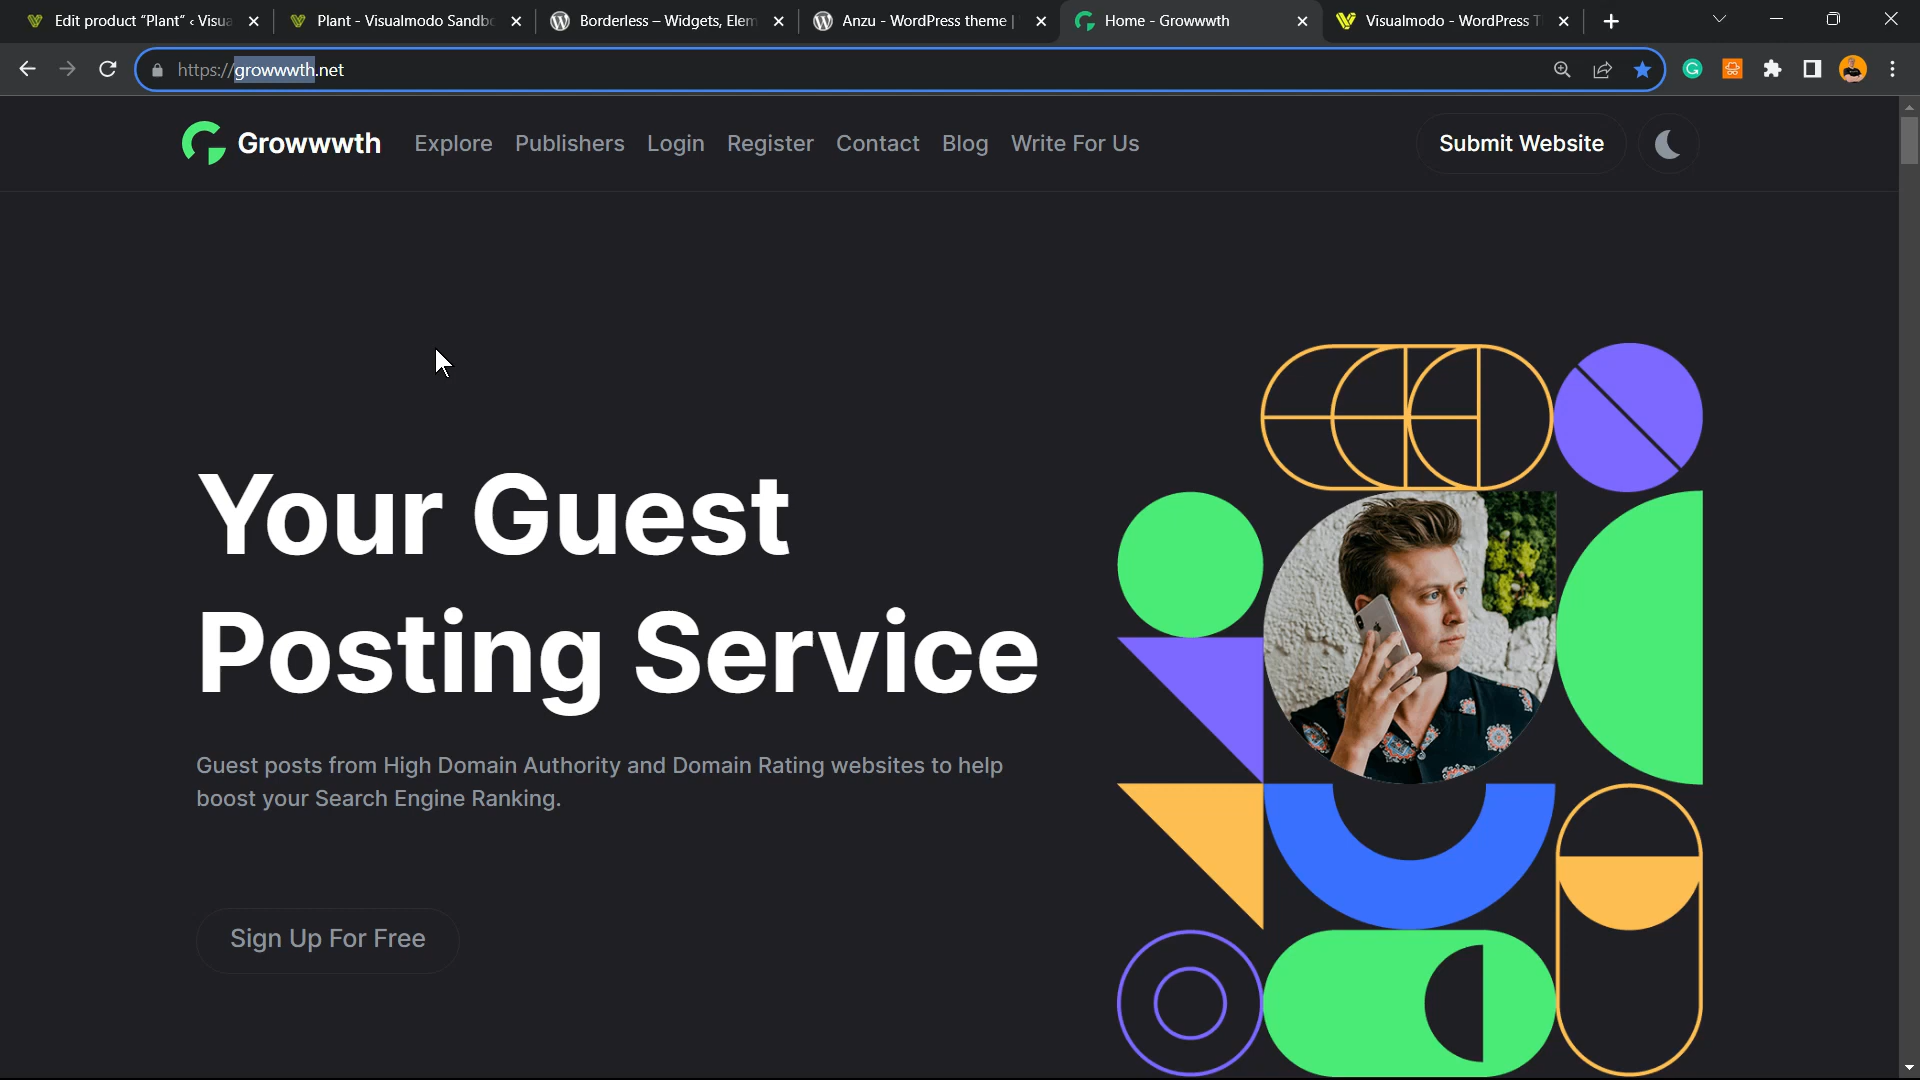 Edit product “Plant” ‹ Visua
Plant - Visualmodo Sandbo
Borderless – Widgets, Elem
Anzu - WordPress theme |
Home - Growwwth
Visualmodo - WordPress T
https://growwwth.net
Growwwth
Explore
Publishers
Login
Register
Contact
Blog
Write For Us
Submit Website
Your Guest
Posting Service
Guest posts from High Domain Authority and Domain Rating websites to help
boost your Search Engine Ranking.
Sign Up For Free